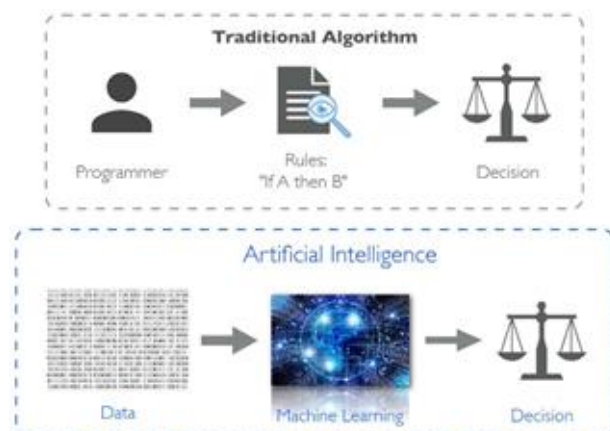 Traditional Algorithm
Programmer
Rules:
"If A then B"
Decision
Artificial Intelligence
Data
Machine Learning
Decision